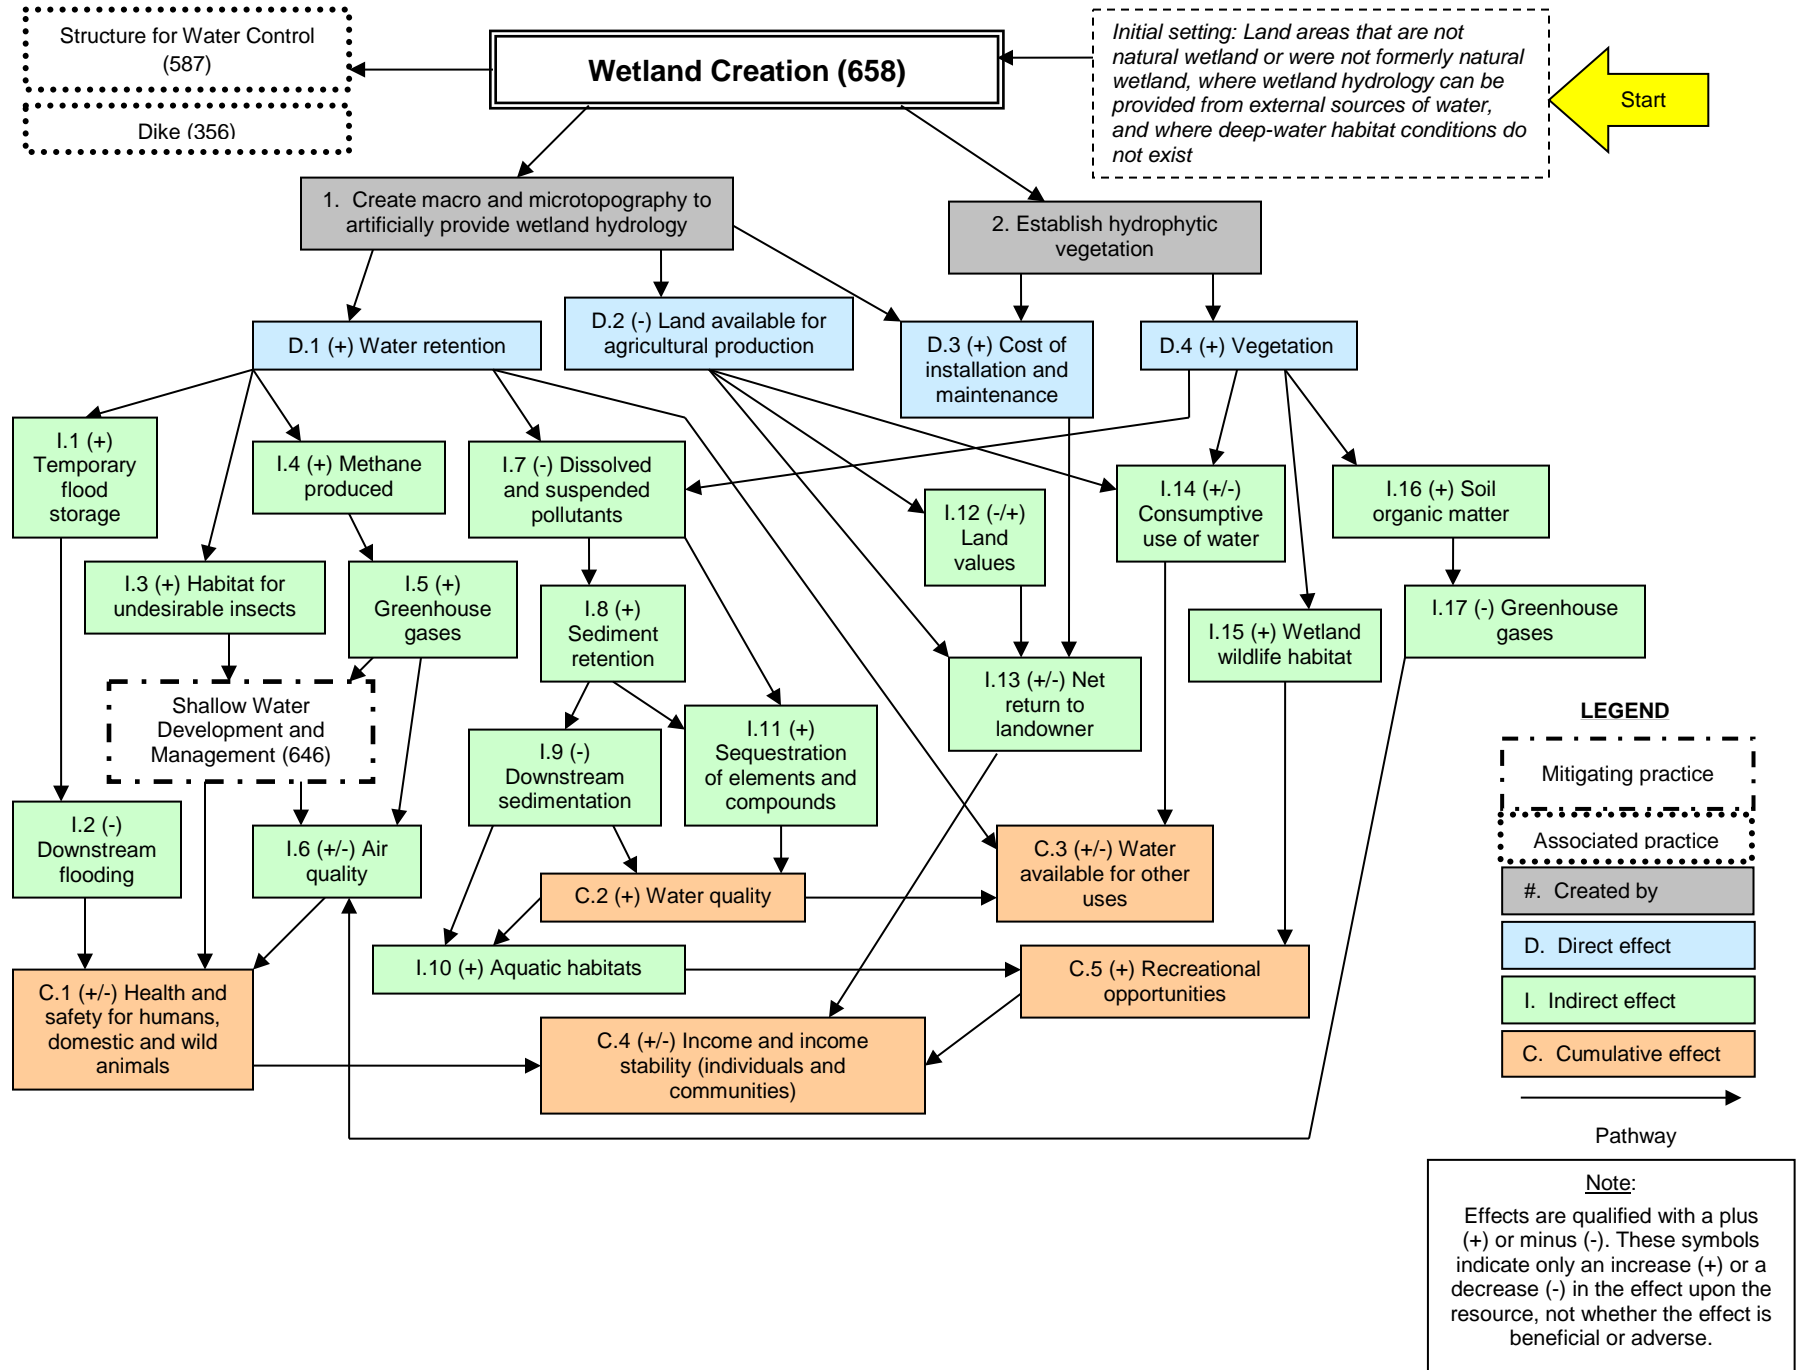 Structure for Water Control
(587)
Dike (356)
Wetland Creation (658)
Initial setting: Land areas that are not
natural wetland or were not formerly natural
wetland, where wetland hydrology can be
provided from external sources of water,
and where deep-water habitat conditions do
not exist
Start
1. Create macro and microtopography to
artificially provide wetland hydrology
2. Establish hydrophytic
vegetation
D.1 (+) Water retention
D.2 (-) Land available for
agricultural production
D.3 (+) Cost of
installation and
maintenance
D.4 (+) Vegetation
I.1 (+)
Temporary
flood
storage
I.4 (+) Methane
produced
I.7 (-) Dissolved
and suspended
pollutants
I.12 (-/+)
Land
values
I.14 (+/-)
Consumptive
use of water
I.16 (+) Soil
organic matter
I.3 (+) Habitat for
undesirable insects
I.5 (+)
Greenhouse
gases
I.8 (+)
Sediment
retention
I.15 (+) Wetland
wildlife habitat
I.17 (-) Greenhouse
gases
Shallow Water
Development and
Management (646)
I.13 (+/-) Net
return to
landowner
I.9 (-)
Downstream
sedimentation
I.11 (+)
Sequestration
of elements and
compounds
I.2 (-)
Downstream
flooding
I.6 (+/-) Air
quality
C.3 (+/-) Water
available for other
uses
C.2 (+) Water quality
I.10 (+) Aquatic habitats
C.5 (+) Recreational
opportunities
C.1 (+/-) Health and
safety for humans,
domestic and wild
animals
C.4 (+/-) Income and income
stability (individuals and
communities)
LEGEND
Mitigating practice
Associated practice
#. Created by
D. Direct effect
I. Indirect effect
C. Cumulative effect
Pathway
Note:
Effects are qualified with a plus
(+) or minus (-). These symbols
indicate only an increase (+) or a
decrease (-) in the effect upon the
resource, not whether the effect is
beneficial or adverse.